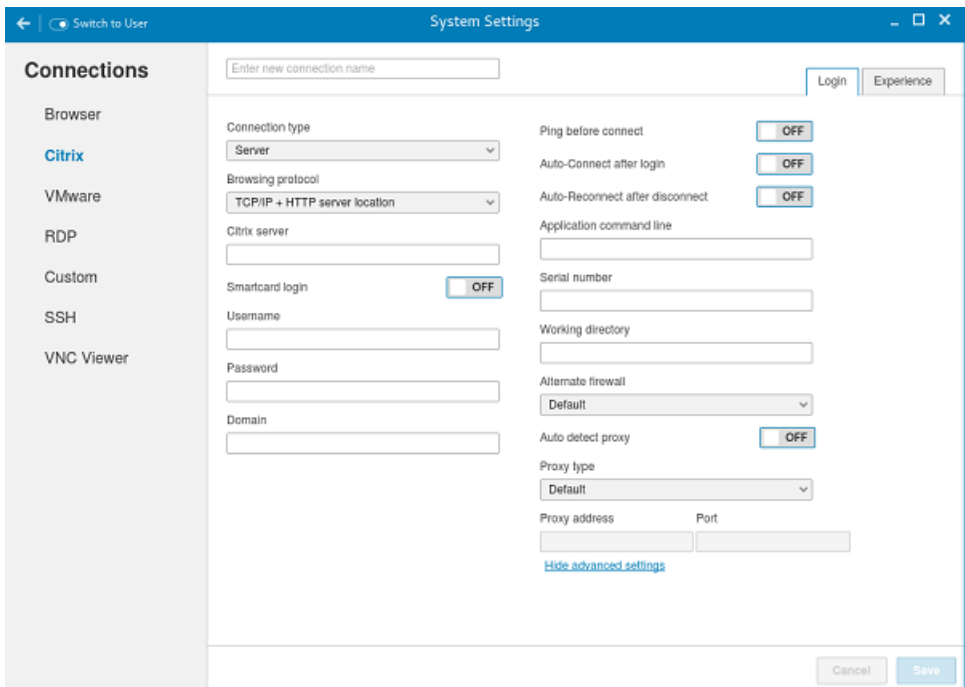 Switch to User
System Settings
Connections
Browser
Citrix
VMware
RDP
Custom
SSH
VNC Viewer
Enter new connection name
Login
Experience
Connection type
Server
Browsing protocol
TCP/IP + HTTP server location
Citrix server
Smartcard login
OFF
Username
Password
Domain
Ping before connect
OFF
Auto-Connect after login
OFF
Auto-Reconnect after disconnect
OFF
Application command line
Serial number
Working directory
Alternate firewall
Default
Auto detect proxy
OFF
Proxy type
Default
Proxy address
Port
Hide advanced settings
Cancel
Save